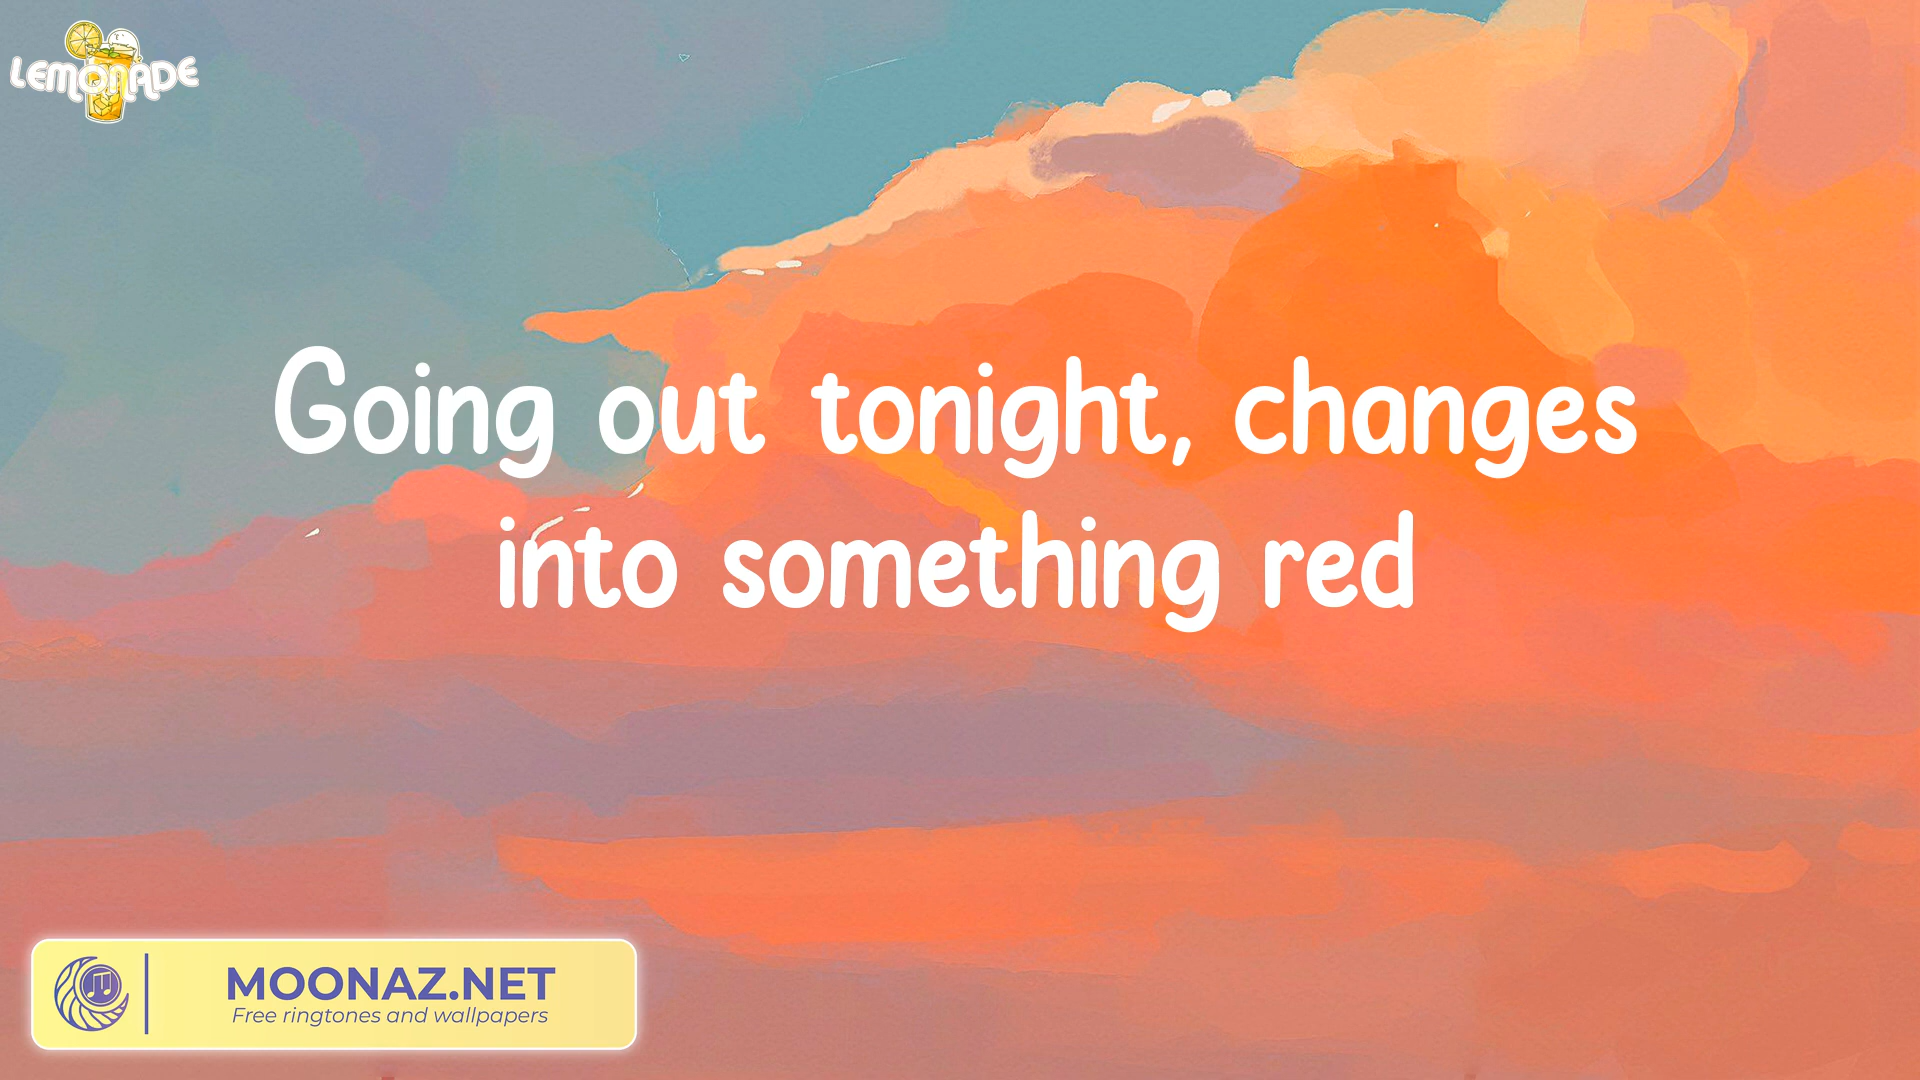 LEMONADE
Going out tonight, changes
into something red
MOONAZ.NET
Free ringtones and wallpapers